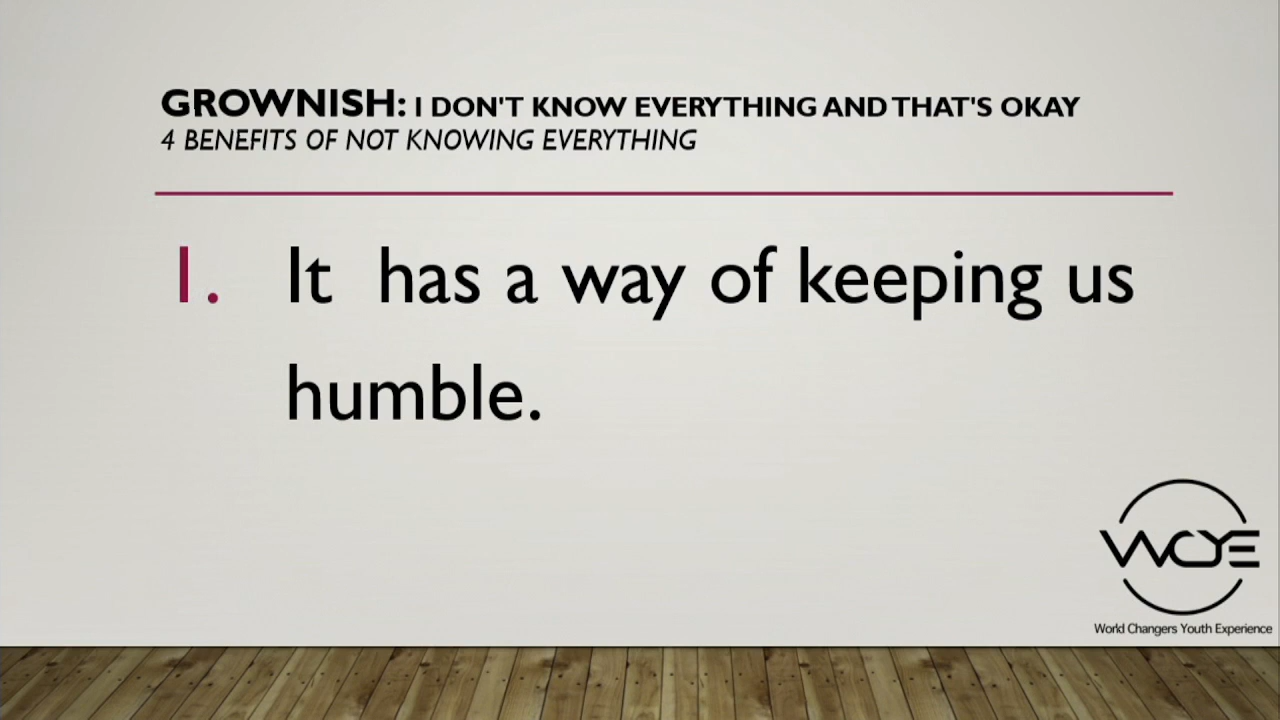 GROWNISH: I DON'T KNOW EVERYTHING AND THAT'S OKAY
4 BENEFITS OF NOT KNOWING EVERYTHING
1. It has a way of keeping us
humble.
WCYE
World Changers Youth Experience